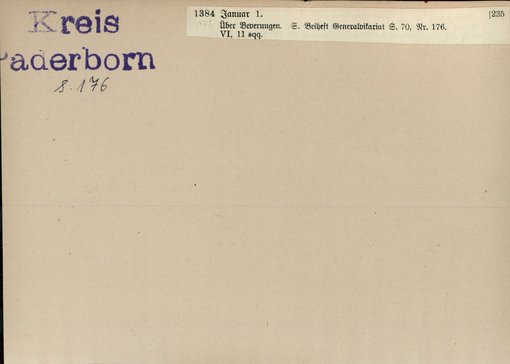 Kreis
Paderborn
S. 176
1384 Januar 1. [235
Über Beverungen. S. Beiheft Generalvikariat S. 70, Nr. 176.
VI, 11 sqq.